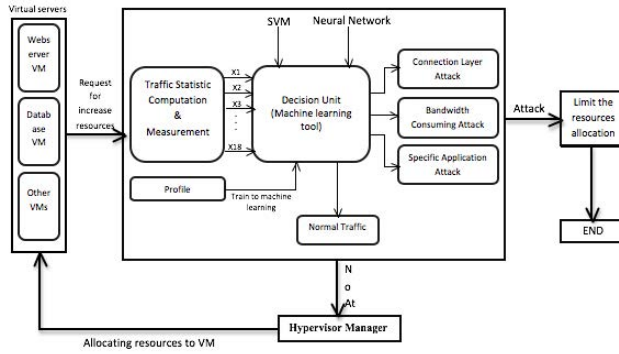 Virtual servers
Webs
erver
VM
Datab
ase
VM
Other
VMs
Request
for
increase
resources
Traffic Statistic
Computation
&
Measurement
X1
X2
X3
:
:
X18
Profile
Train to machine
learning
SVM
Neural Network
Decision Unit
(Machine learning
tool)
Normal Traffic
Connection Layer
Attack
Bandwidth
Consuming Attack
Specific Application
Attack
Attack
Limit the
resources
allocation
END
N
o
At
Hypervisor Manager
Allocating resources to VM